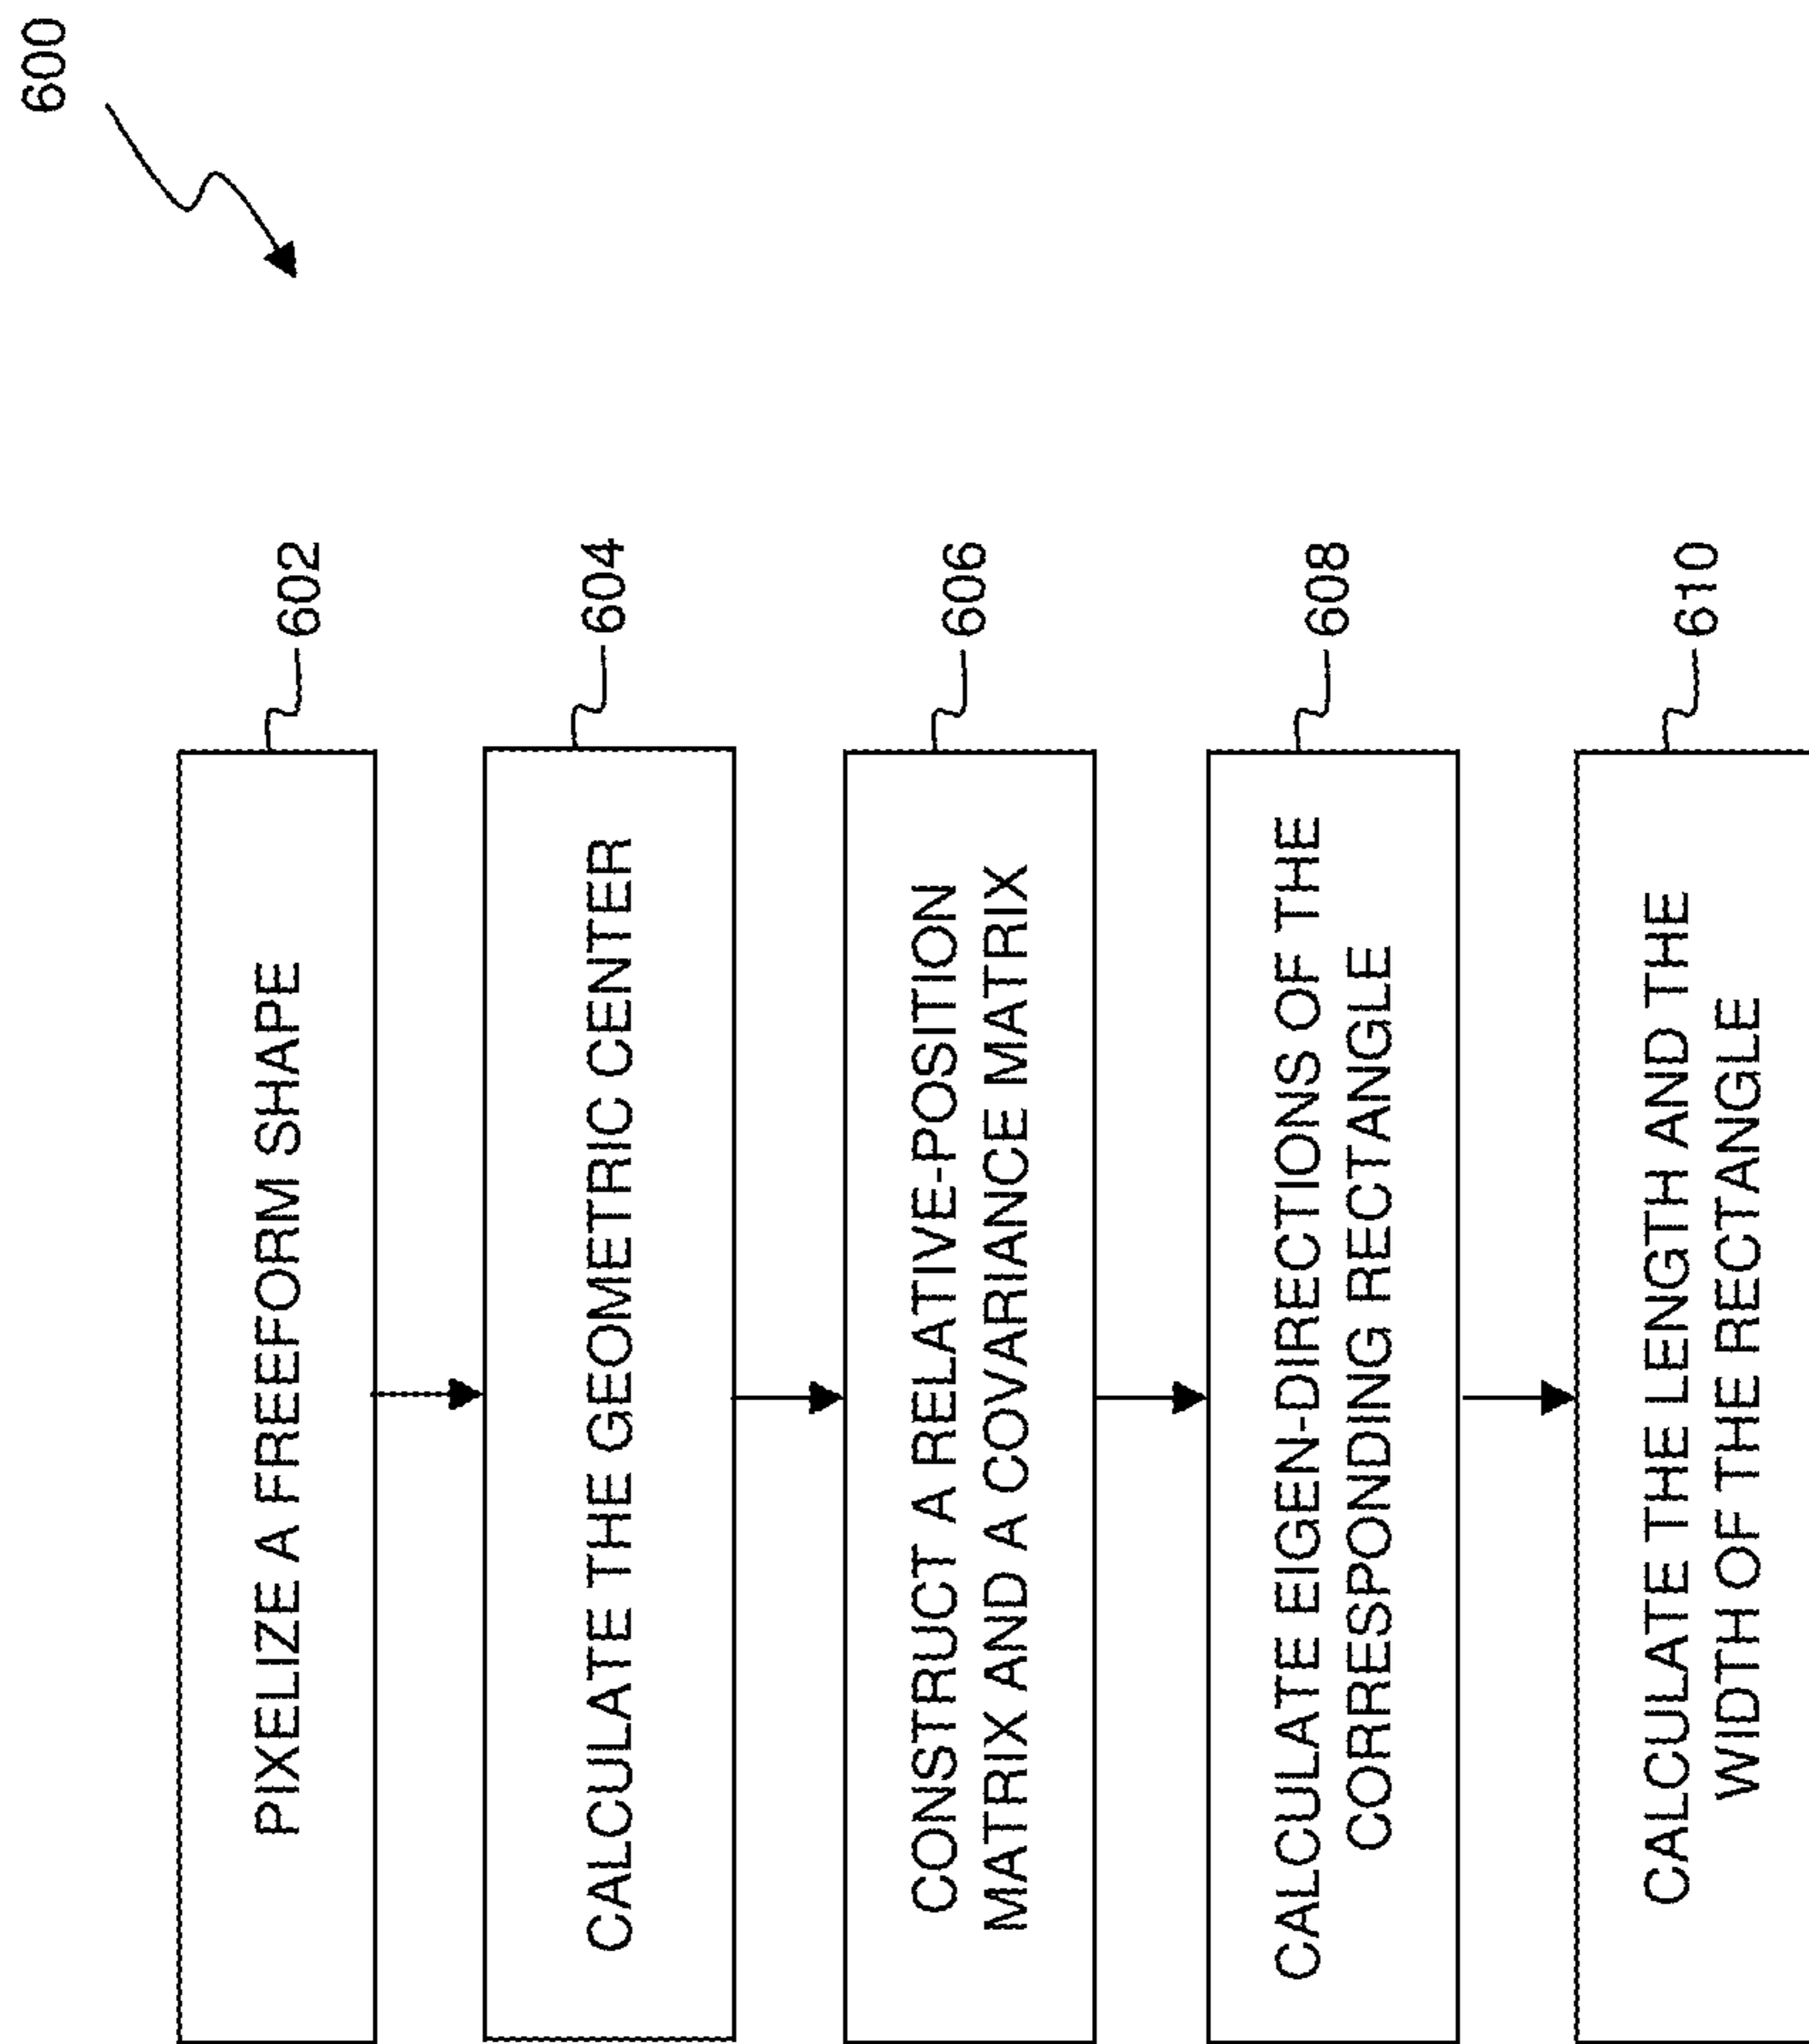 600
PIXELIZE A FREEFORM SHAPE
602
CALCULATE THE GEOMETRIC CENTER
604
CONSTRUCT A RELATIVE-POSITION
MATRIX AND A COVARIANCE MATRIX
606
CALCULATE EIGEN-DIRECTIONS OF THE
CORRESPONDING RECTANGLE
608
CALCULATE THE LENGTH AND THE
WIDTH OF THE RECTANGLE
610